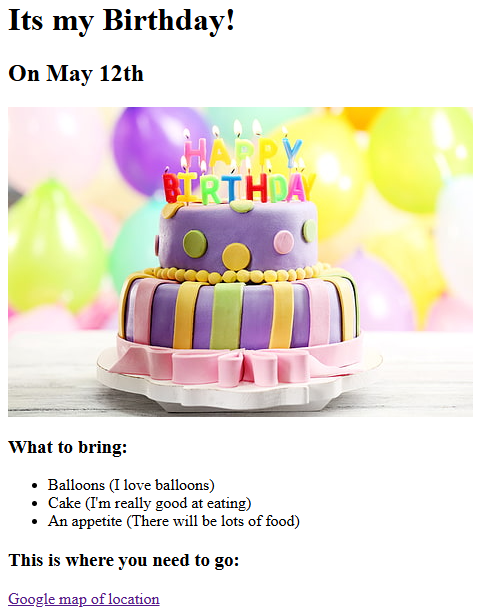 Its my Birthday!
On May 12th
HAPPY
BIRTHDAY
What to bring:
Balloons (I love balloons)
Cake (I'm really good at eating)
An appetite (There will be lots of food)
This is where you need to go:
Google map of location